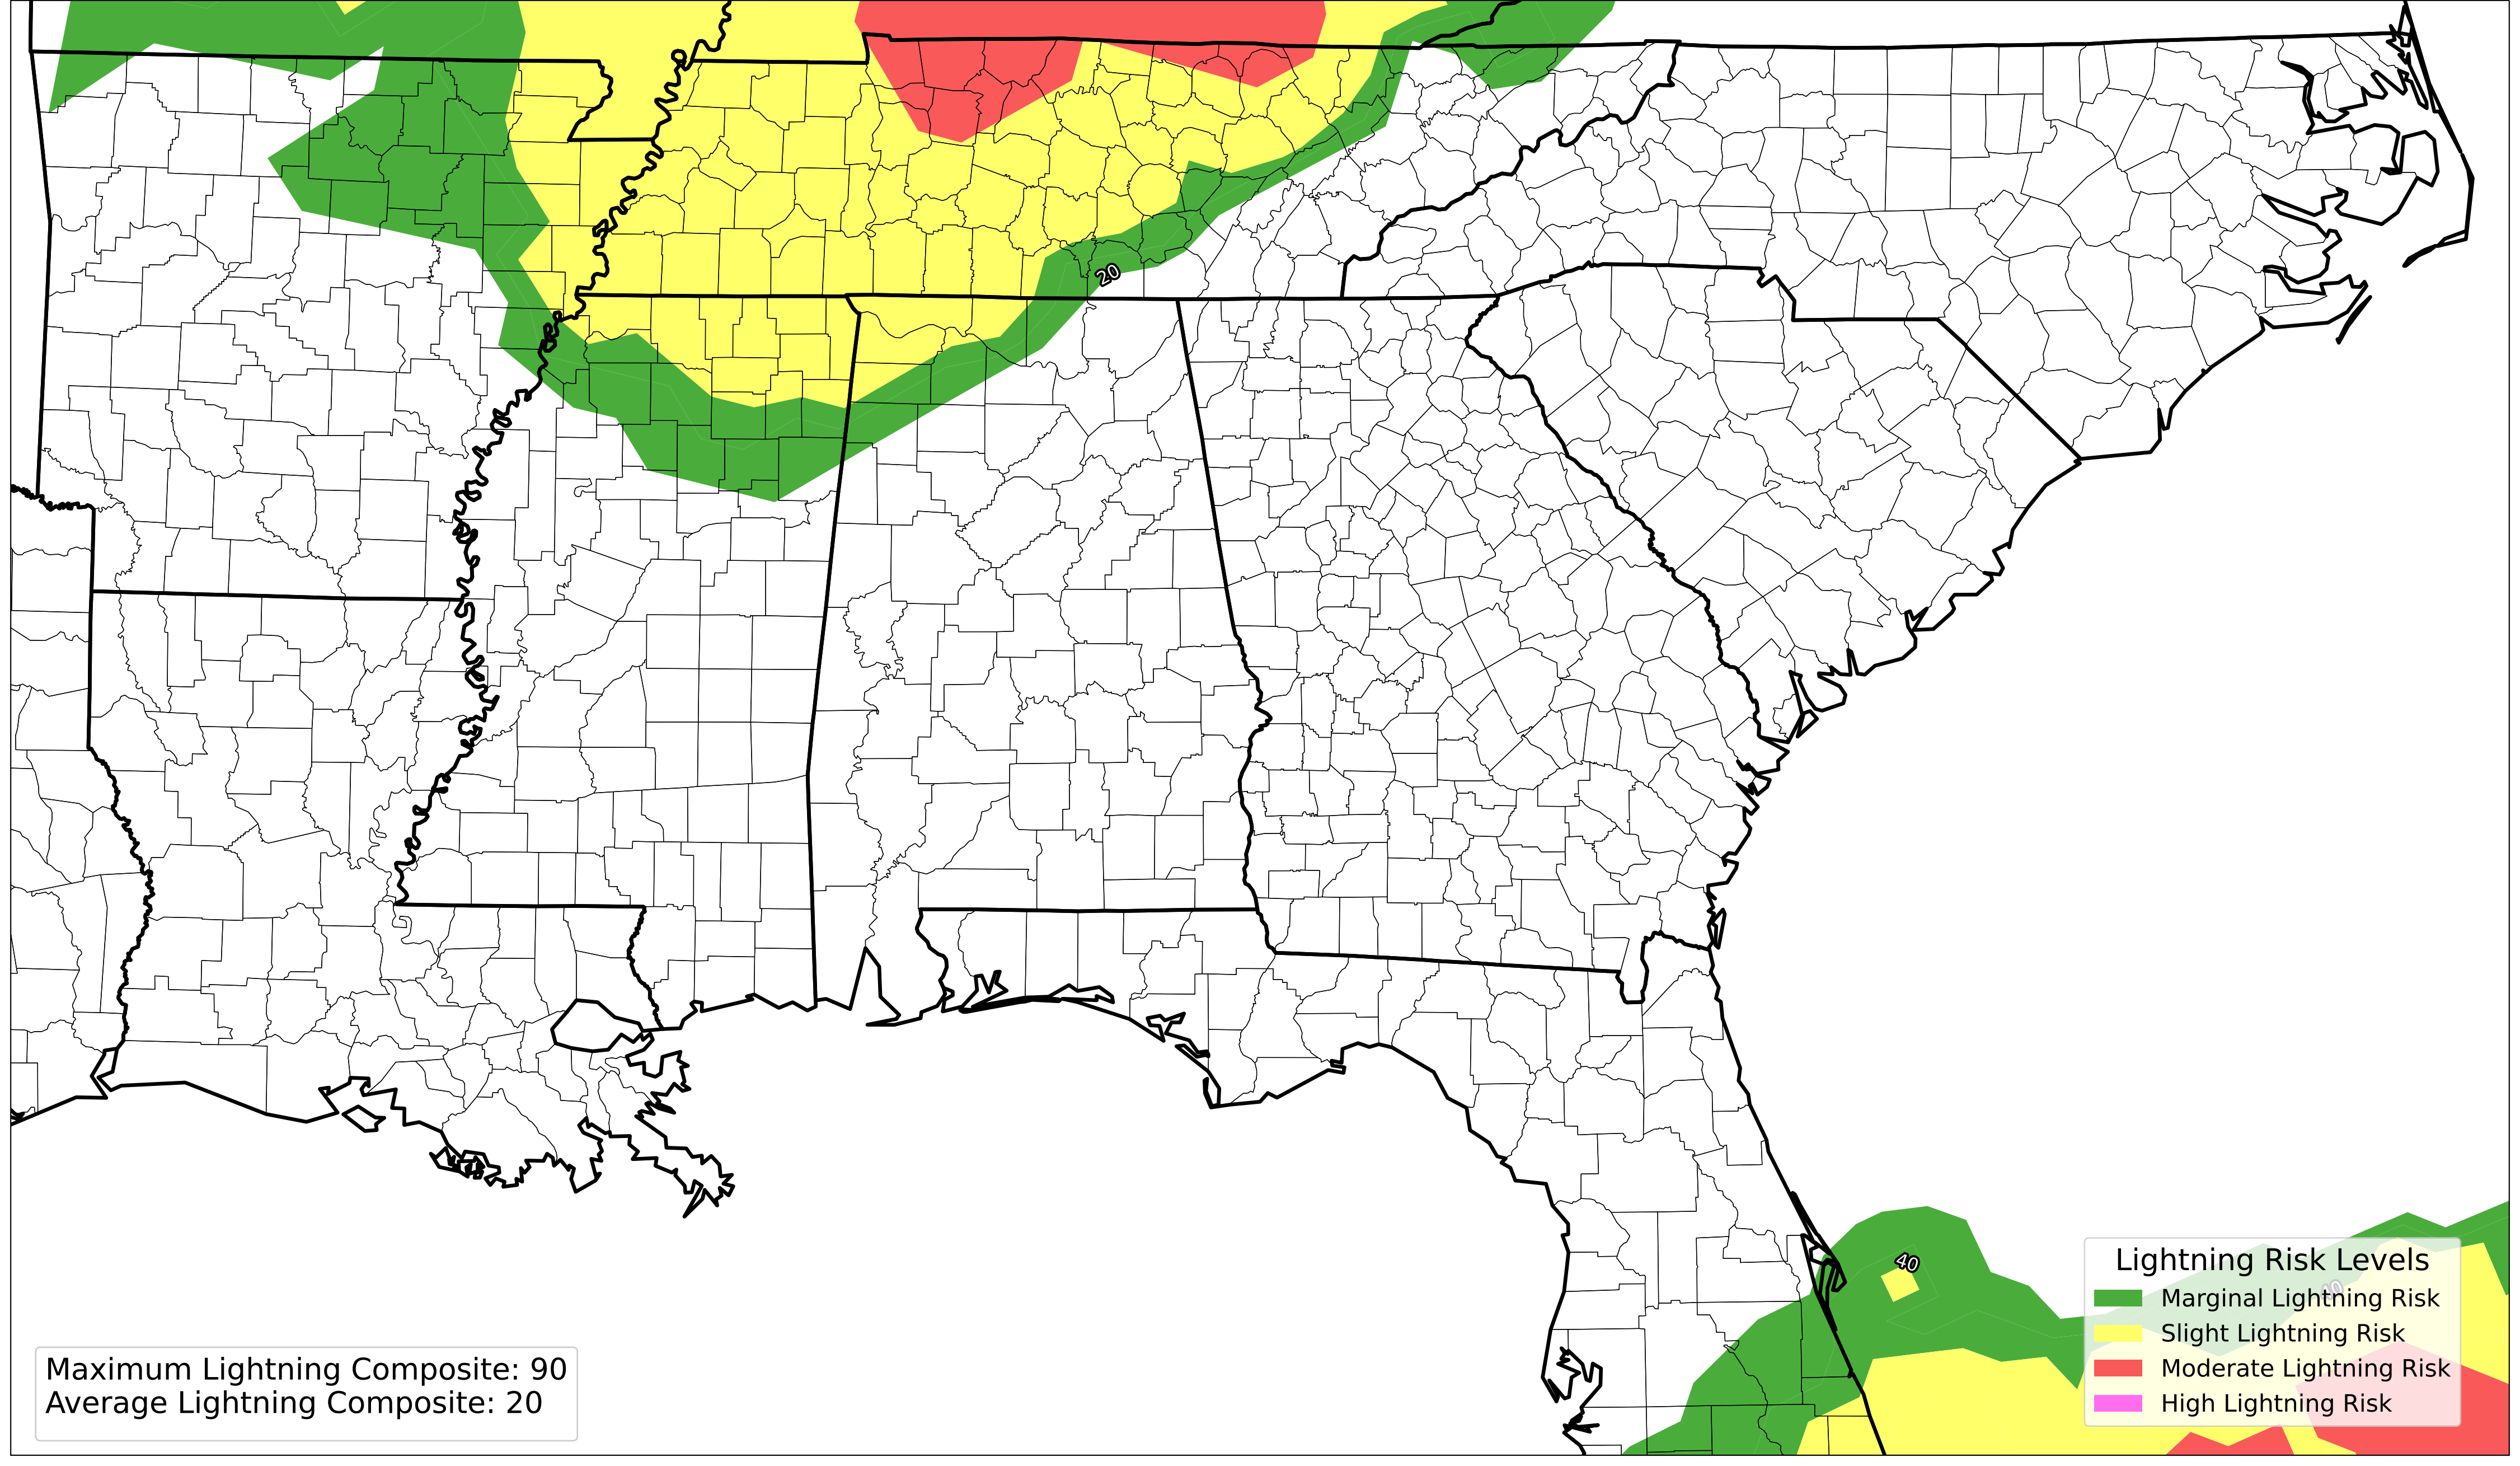 20
40
Lightning Risk Levels
Marginal Lightning Risk
Slight Lightning Risk
Moderate Lightning Risk
High Lightning Risk
Maximum Lightning Composite: 90
Average Lightning Composite: 20